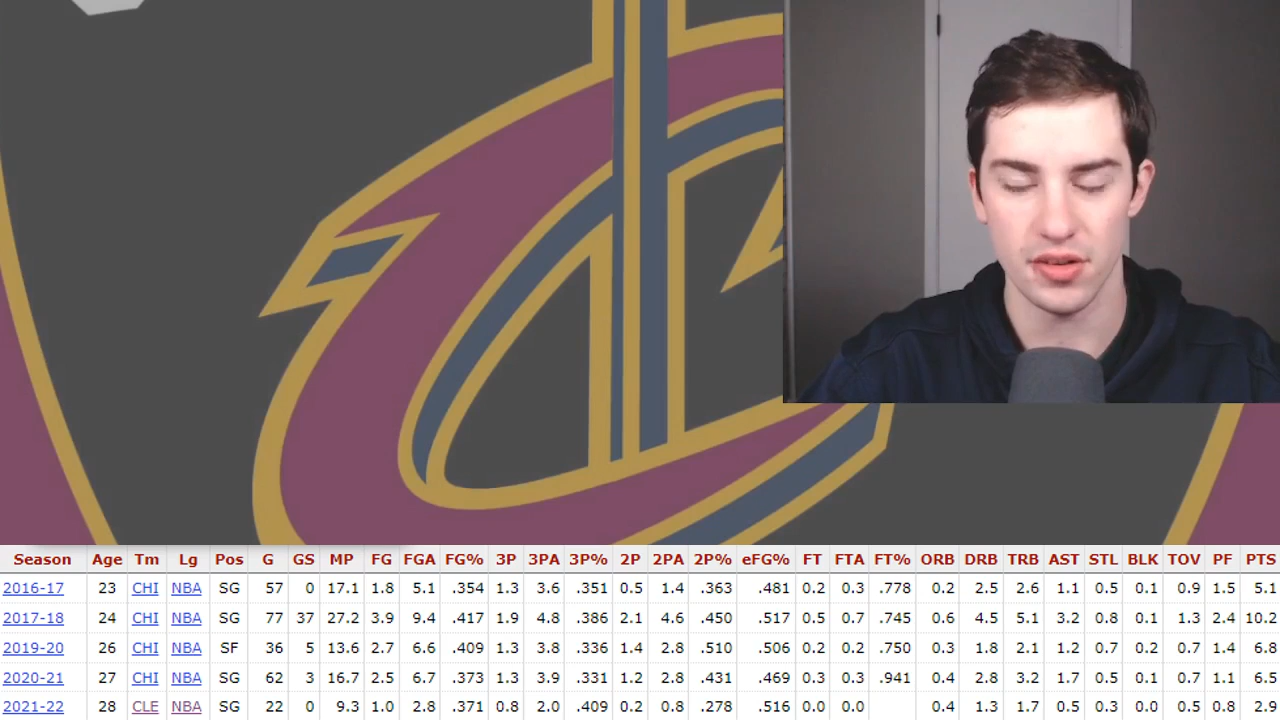 Season Age Tm Lg Pos G GS MP FG FGA FG% 3P 3PA 3P% 2P 2PA 2P% eFG% FT FTA FT% ORB DRB TRB AST STL BLK TOV PF PTS
2016-17 23 CHI NBA SG 57 0 17.1 1.8 5.1 .354 1.3 3.6 .351 0.5 1.4 .363 .481 0.2 0.3 .778 0.2 2.5 2.6 1.1 0.5 0.1 0.9 1.5 5.1
2017-18 24 CHI NBA SG 77 37 27.2 3.9 9.4 .417 1.9 4.8 .386 2.1 4.6 .450 .517 0.5 0.7 .745 0.6 4.5 5.1 3.2 0.8 0.1 1.3 2.4 10.2
2019-20 26 CHI NBA SF 36 5 13.6 2.7 6.6 .409 1.3 3.8 .336 1.4 2.8 .510 .506 0.2 0.2 .750 0.3 1.8 2.1 1.2 0.7 0.2 0.7 1.4 6.8
2020-21 27 CHI NBA SG 62 3 16.7 2.5 6.7 .373 1.3 3.9 .331 1.2 2.8 .431 .469 0.3 0.3 .941 0.4 2.8 3.2 1.7 0.5 0.1 0.7 1.1 6.5
2021-22 28 CLE NBA SG 22 0 9.3 1.0 2.8 .371 0.8 2.0 .409 0.2 0.8 .278 .516 0.0 0.0 0.4 1.3 1.7 0.5 0.3 0.0 0.5 0.8 2.9